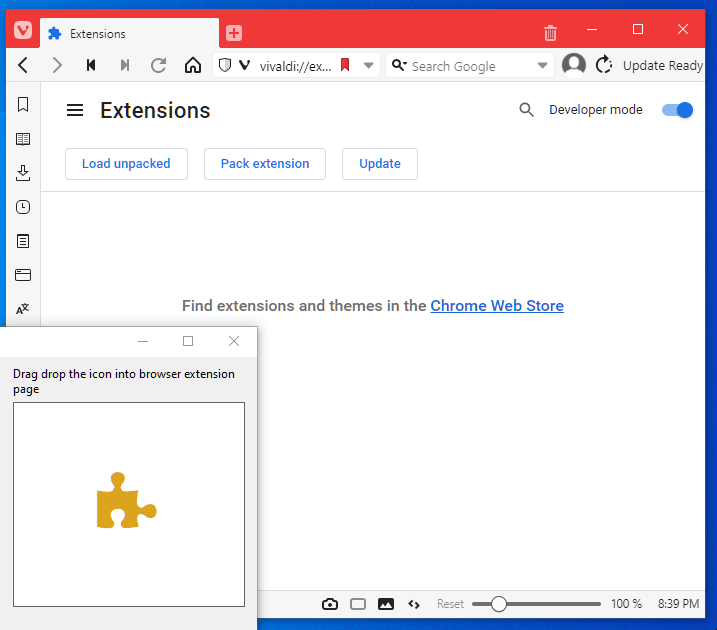 Extensions
vivaldi://ex...
Search Google
Update Ready
Extensions
Developer mode
Load unpacked
Pack extension
Update
Find extensions and themes in the Chrome Web Store
Drag drop the icon into browser extension
page
Reset
100 %
8:39 PM